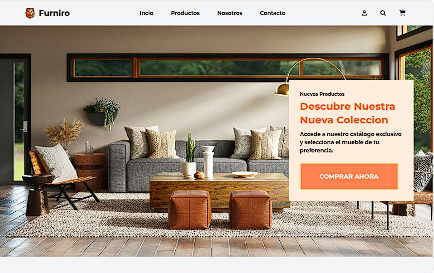 Furniro
Incio
Productos
Nosotros
Contacto
Nuevos Productos
Descubre Nuestra
Nueva Coleccion
Accede a nuestro catálogo exclusivo
y selecciona el mueble de tu
preferencia.
COMPRAR AHORA